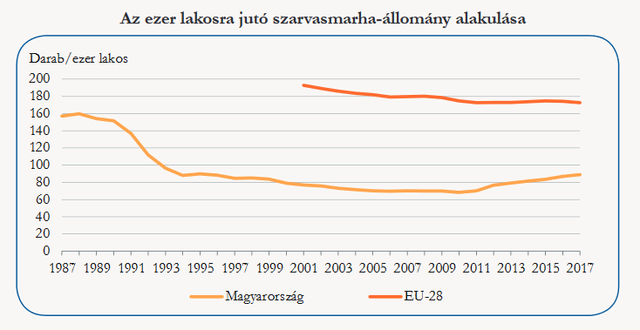 Az ezer lakosra jutó szarvasmarha-állomány alakulása
Darab/ezer lakos
200
180
160
140
120
100
80
60
40
20
0
1987 1989 1991 1993 1995 1997 1999 2001 2003 2005 2007 2009 2011 2013 2015 2017
Magyarország EU-28